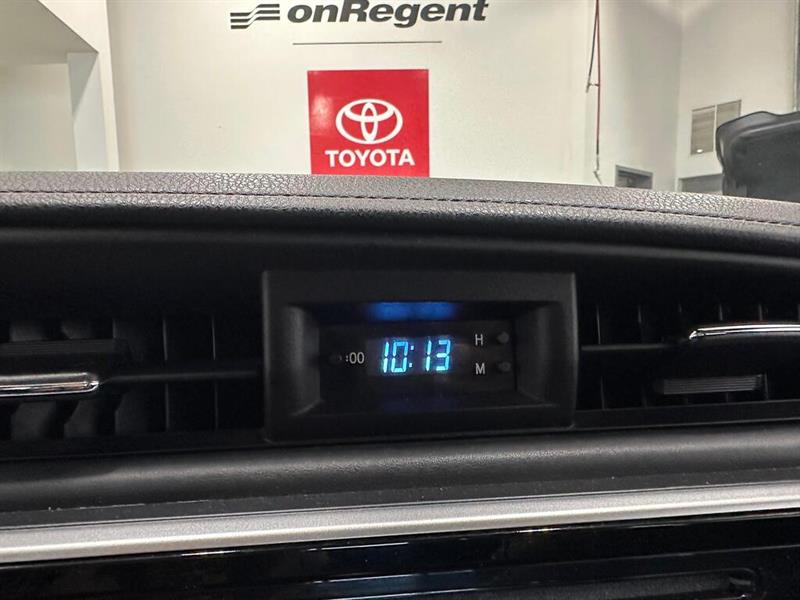 onRegent
TOYOTA
:00 10:13 H
M